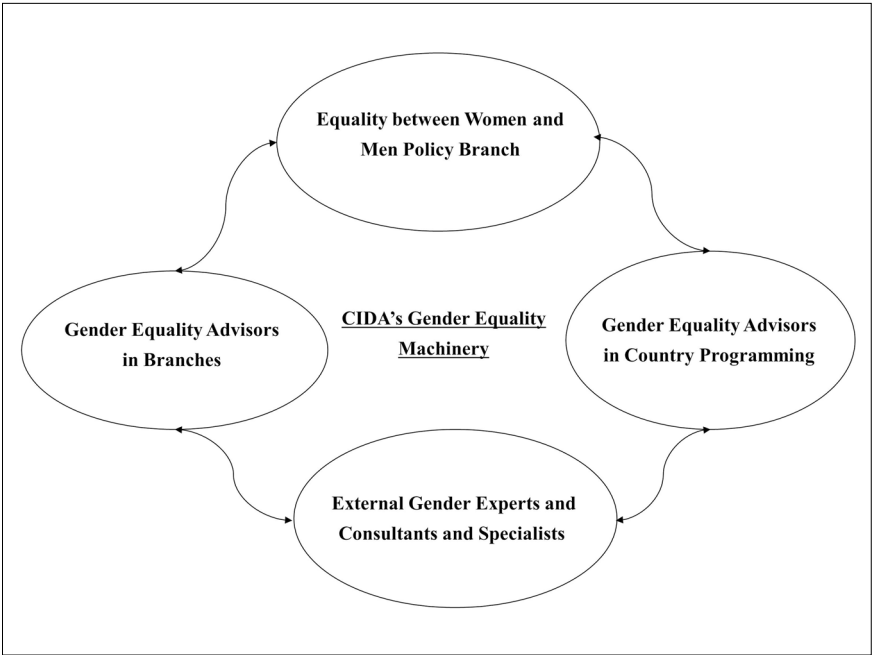 Equality between Women and
Men Policy Branch
Gender Equality Advisors
in Branches
CIDA’s Gender Equality
Machinery
Gender Equality Advisors
in Country Programming
External Gender Experts and
Consultants and Specialists